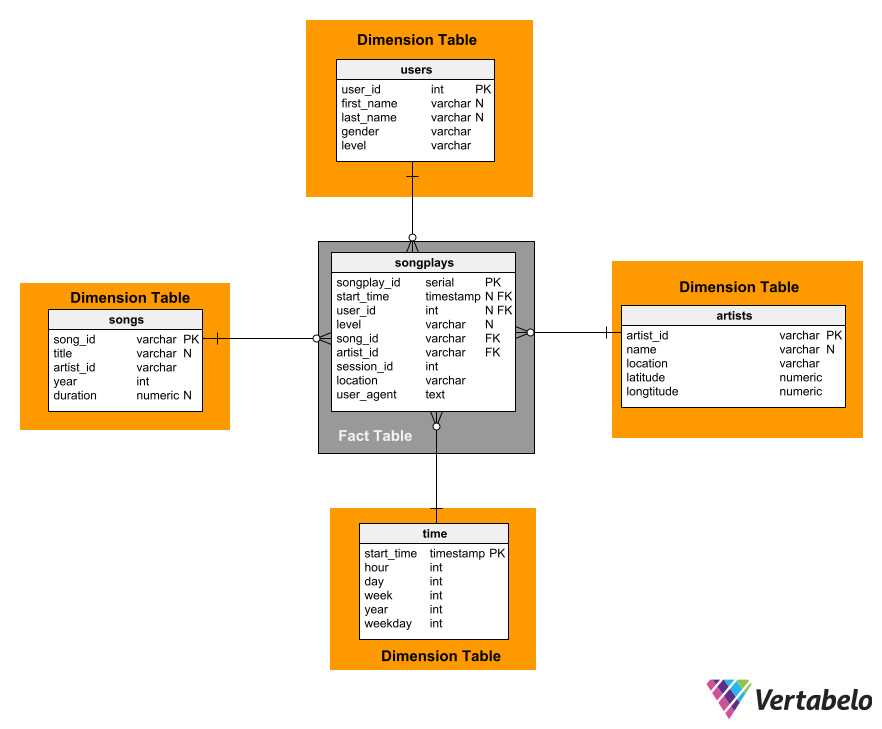 Dimension Table
users
user_id int PK
first_name varchar N
last_name varchar N
gender varchar
level varchar
songplays
songplay_id serial PK
start_time timestamp N FK
user_id int N FK
level varchar N
song_id varchar FK
artist_id varchar FK
session_id int
location varchar
user_agent text
Fact Table
Dimension Table
songs
song_id varchar PK
title varchar N
artist_id varchar
year int
duration numeric N
Dimension Table
artists
artist_id varchar PK
name varchar N
location varchar
latitude numeric
longtitude numeric
time
start_time timestamp PK
hour int
day int
week int
year int
weekday int
Dimension Table
Vertabelo